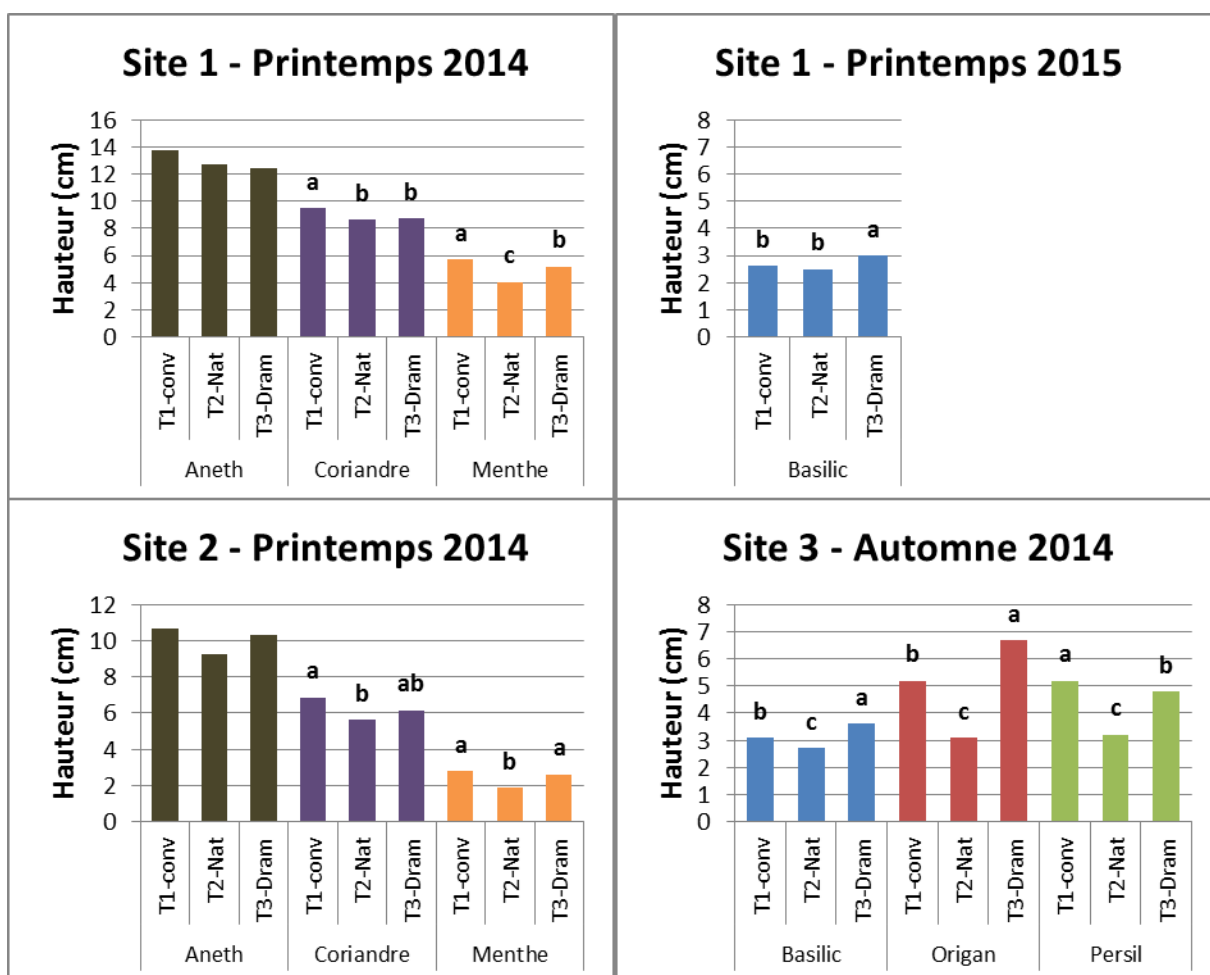 Site 1 - Printemps 2014
Hauteur (cm)
16
14
12
10
8
6
4
2
0
a b b a c b
T1-conv T2-Nat T3-Dram T1-conv T2-Nat T3-Dram T1-conv T2-Nat T3-Dram
Aneth Coriandre Menthe
Site 1 - Printemps 2015
Hauteur (cm)
8
7
6
5
4
3
2
1
0
b b a
T1-conv T2-Nat T3-Dram
Basilic
Site 2 - Printemps 2014
Hauteur (cm)
12
10
8
6
4
2
0
a b ab a b a
T1-conv T2-Nat T3-Dram T1-conv T2-Nat T3-Dram T1-conv T2-Nat T3-Dram
Aneth Coriandre Menthe
Site 3 - Automne 2014
Hauteur (cm)
8
7
6
5
4
3
2
1
0
b c a b c a a c b
T1-conv T2-Nat T3-Dram T1-conv T2-Nat T3-Dram T1-conv T2-Nat T3-Dram
Basilic Origan Persil